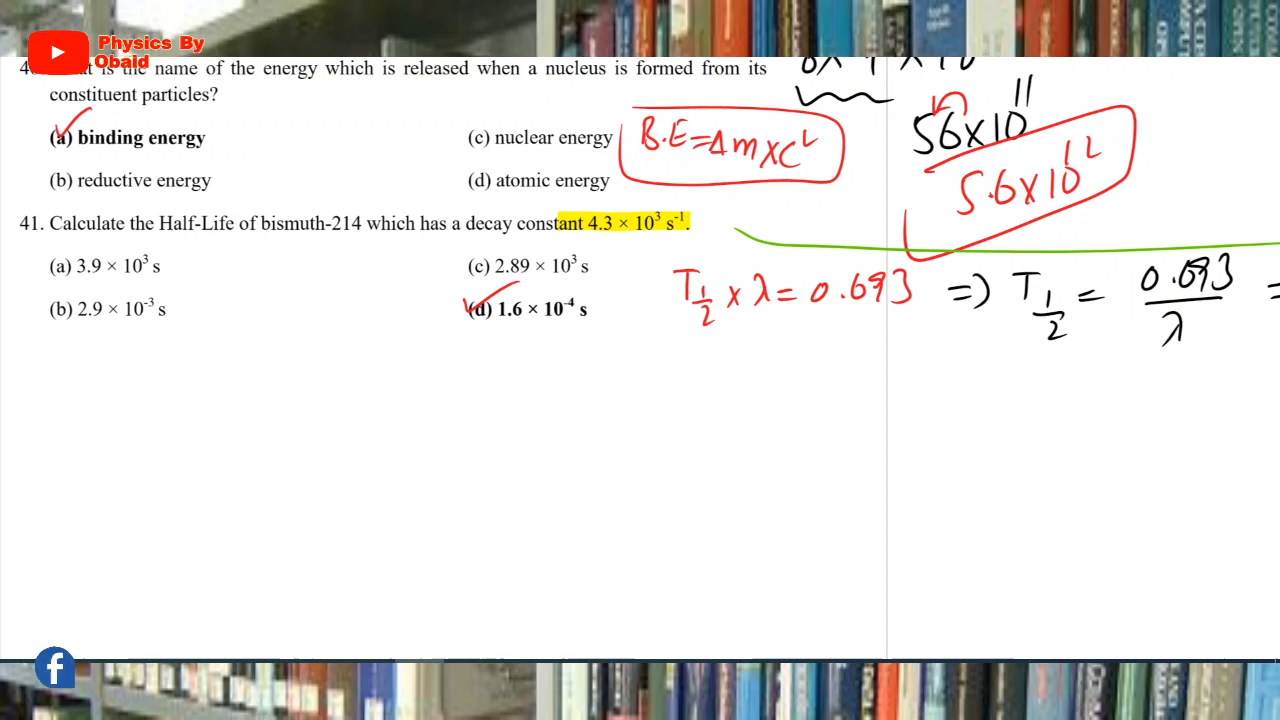 Physics By
Obaid
is the name of the energy which is released when a nucleus is formed from its
constituent particles?
(a) binding energy
(c) nuclear energy
(b) reductive energy
(d) atomic energy
B.E = Δm x c²
56 x 10¹¹
5.6 x 10¹²
41. Calculate the Half-Life of bismuth-214 which has a decay constant 4.3 × 10³ s⁻¹.
(a) 3.9 × 10³ s
(c) 2.89 × 10³ s
(b) 2.9 × 10⁻³ s
(d) 1.6 × 10⁻⁴ s
T½ x λ = 0.693 => T½ = 0.693/λ =
f